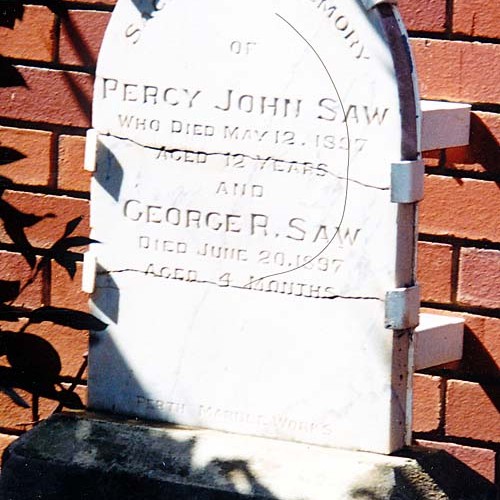 SAC MEMORY
OF
PERCY JOHN SAW
WHO DIED MAY 12. 1897
AGED 12 YEARS
AND
GEORGE R. SAW
DIED JUNE 20. 1897
AGED 4 MONTHS
PERTH MARBLE WORKS